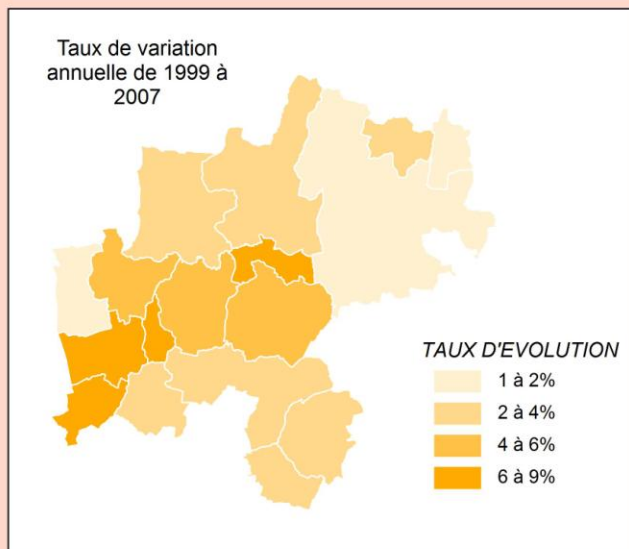 Taux de variation
annuelle de 1999 à
2007
TAUX D'EVOLUTION
1 à 2%
2 à 4%
4 à 6%
6 à 9%